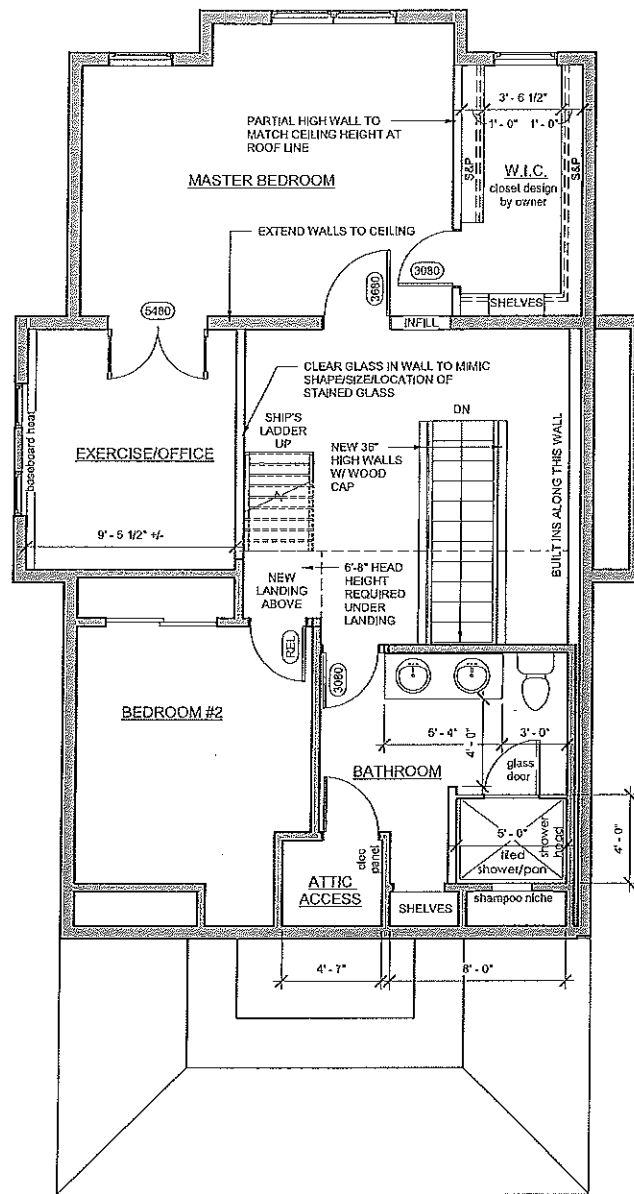 3' - 6 1/2"
PARTIAL HIGH WALL TO
MATCH CEILING HEIGHT AT
ROOF LINE
1'- 0" 1'- 0"
S&P
W.I.C.
closet design
by owner
S&P
MASTER BEDROOM
EXTEND WALLS TO CEILING
3080
3680
SHELVES
5480
INFILL
CLEAR GLASS IN WALL TO MIMIC
SHAPE/SIZE/LOCATION OF
STAINED GLASS
baseboard heat
EXERCISE/OFFICE
SHIP'S
LADDER
UP
NEW 36"
HIGH WALLS
W/ WOOD
CAP
DN
BUILT INS ALONG THIS WALL
9' - 5 1/2" +/-
NEW
LANDING
ABOVE
6'-8" HEAD
HEIGHT
REQUIRED
UNDER
LANDING
REL
3080
BEDROOM #2
5' - 4"
4' - 0"
3' - 0"
BATHROOM
glass
door
5' - 0"
tiled
shower/pan
shower
head
4' - 0"
elec
panel
ATTIC
ACCESS
SHELVES
shampoo niche
4' - 7"
8' - 0"